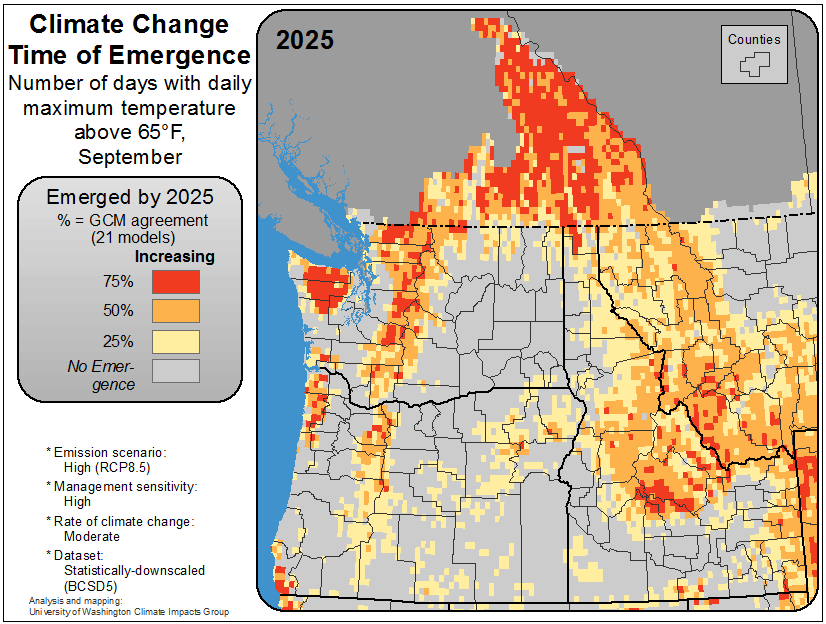 Climate Change
Time of Emergence
Number of days with daily
maximum temperature
above 65°F,
September
Emerged by 2025
% = GCM agreement
(21 models)
Increasing
75%
50%
25%
No Emer-
gence
* Emission scenario:
High (RCP8.5)
* Management sensitivity:
High
* Rate of climate change:
Moderate
* Dataset:
Statistically-downscaled
(BCSD5)
Analysis and mapping:
University of Washington Climate Impacts Group
2025
Counties